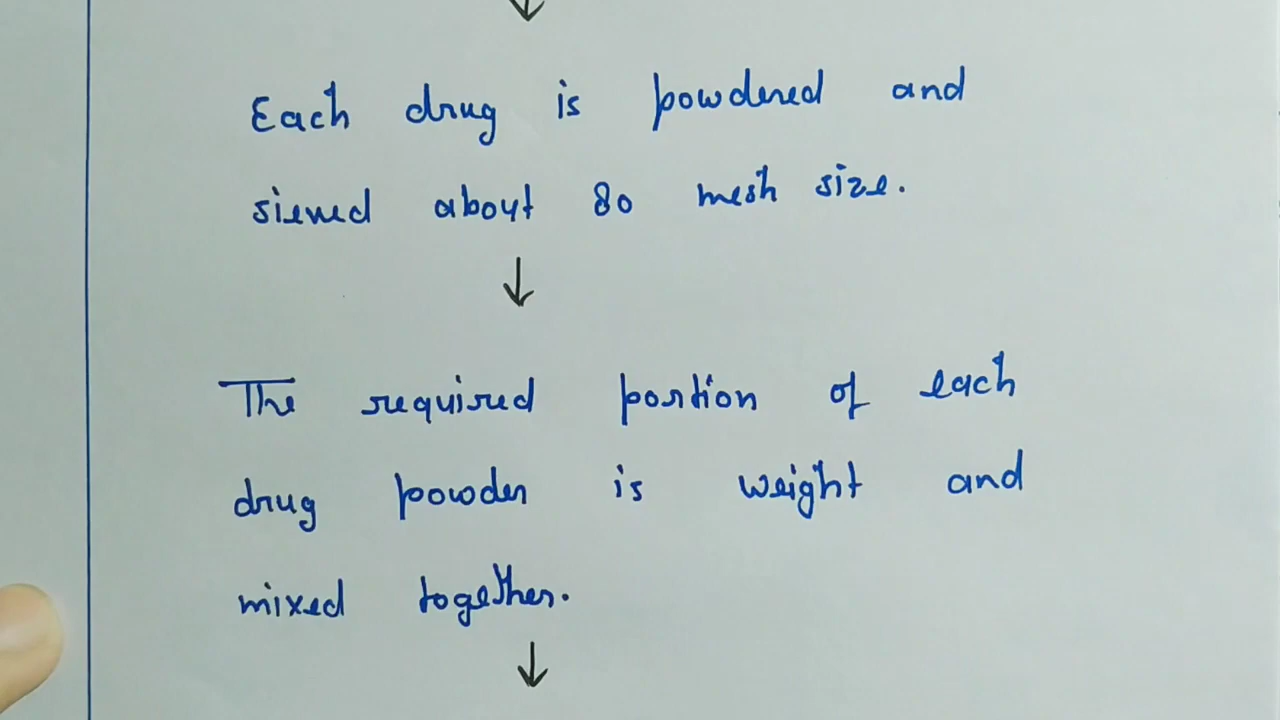 Each drug is powdered and
sieved about 80 mesh size.
The required portion of each
drug powder is weight and
mixed together.